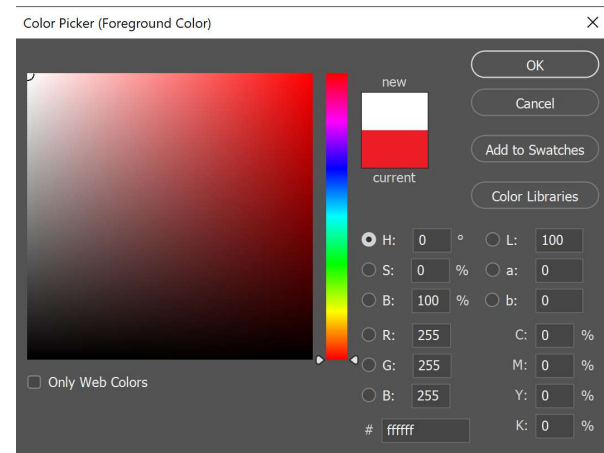 Color Picker (Foreground Color)
new
current
OK
Cancel
Add to Swatches
Color Libraries
H: 0 ° L: 100
S: 0 % a: 0
B: 100 % b: 0
R: 255 C: 0 %
G: 255 M: 0 %
B: 255 Y: 0 %
# ffffff K: 0 %
Only Web Colors